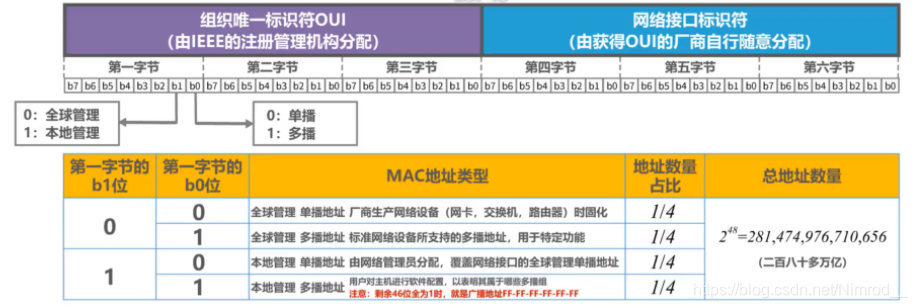 组织唯一标识符OUI
(由IEEE的注册管理机构分配)
网络接口标识符
(由获得OUI的厂商自行随意分配)
第一字节 第二字节 第三字节 第四字节 第五字节 第六字节
b7 b6 b5 b4 b3 b2 b1 b0 b7 b6 b5 b4 b3 b2 b1 b0 b7 b6 b5 b4 b3 b2 b1 b0 b7 b6 b5 b4 b3 b2 b1 b0 b7 b6 b5 b4 b3 b2 b1 b0 b7 b6 b5 b4 b3 b2 b1 b0
0: 全球管理
1: 本地管理
0: 单播
1: 多播
第一字节的b1位 第一字节的b0位 MAC地址类型 地址数量占比 总地址数量
0 0 全球管理 单播地址 厂商生产网络设备(网卡,交换机,路由器)时固化 1/4
1 全球管理 多播地址 标准网络设备所支持的多播地址,用于特定功能 1/4
1 0 本地管理 单播地址 由网络管理员分配,覆盖网络接口的全球管理单播地址 1/4
1 本地管理 多播地址 用户对主机进行软件配置,以表明其属于哪些多播组
注意:剩余46位全为1时,就是广播地址FF-FF-FF-FF-FF-FF 1/4
2^48=281,474,976,710,656
(二百八十多万亿)
https://blog.csdn.net/Nimrod__